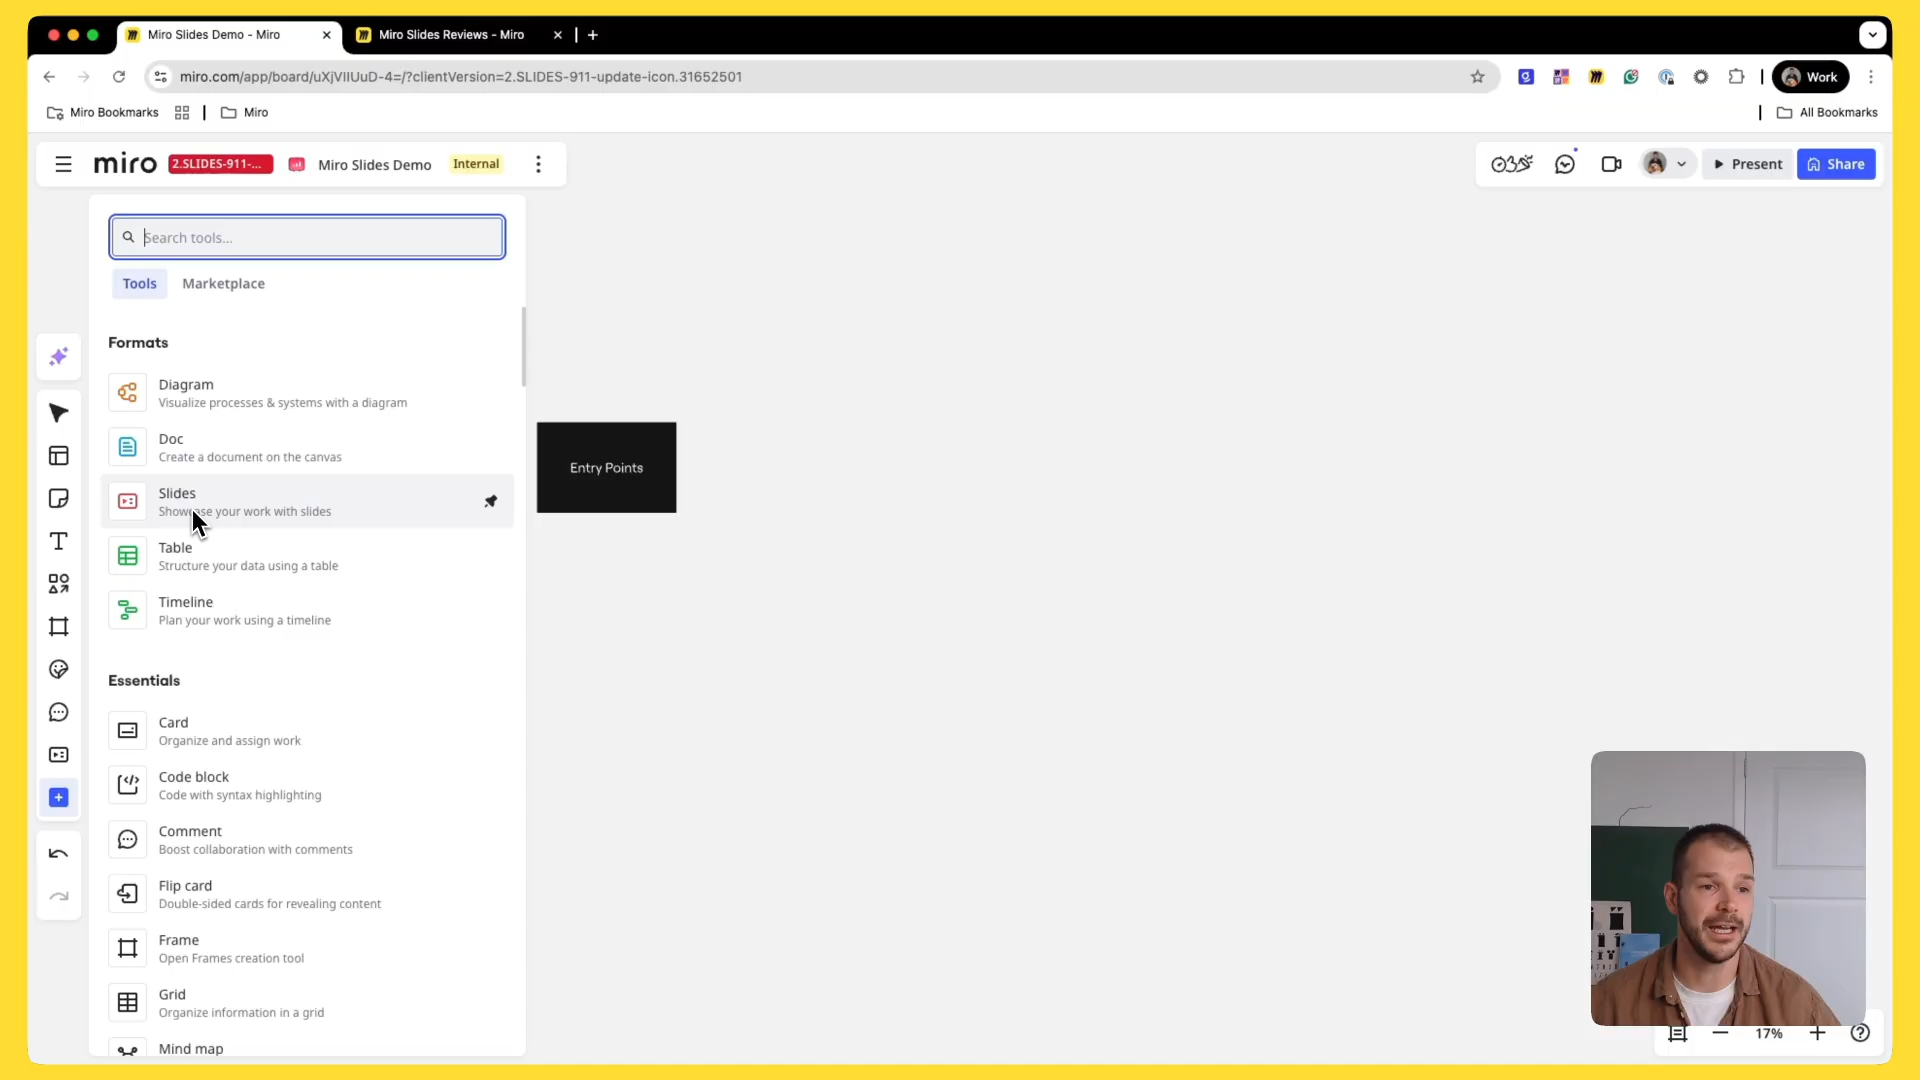 Miro Slides Demo - Miro
Miro Slides Reviews - Miro
miro.com/app/board/uXjVIIUuD-4=/?clientVersion=2.SLIDES-911-update-icon.31652501
Work
Miro Bookmarks
Miro
All Bookmarks
miro
2.SLIDES-911-...
Miro Slides Demo
Internal
Present
Share
Search tools...
Tools
Marketplace
Formats
Diagram
Visualize processes & systems with a diagram
Doc
Create a document on the canvas
Slides
Showcase your work with slides
Table
Structure your data using a table
Timeline
Plan your work using a timeline
Entry Points
Essentials
Card
Organize and assign work
Code block
Code with syntax highlighting
Comment
Boost collaboration with comments
Flip card
Double-sided cards for revealing content
Frame
Open Frames creation tool
Grid
Organize information in a grid
Mind map
17%